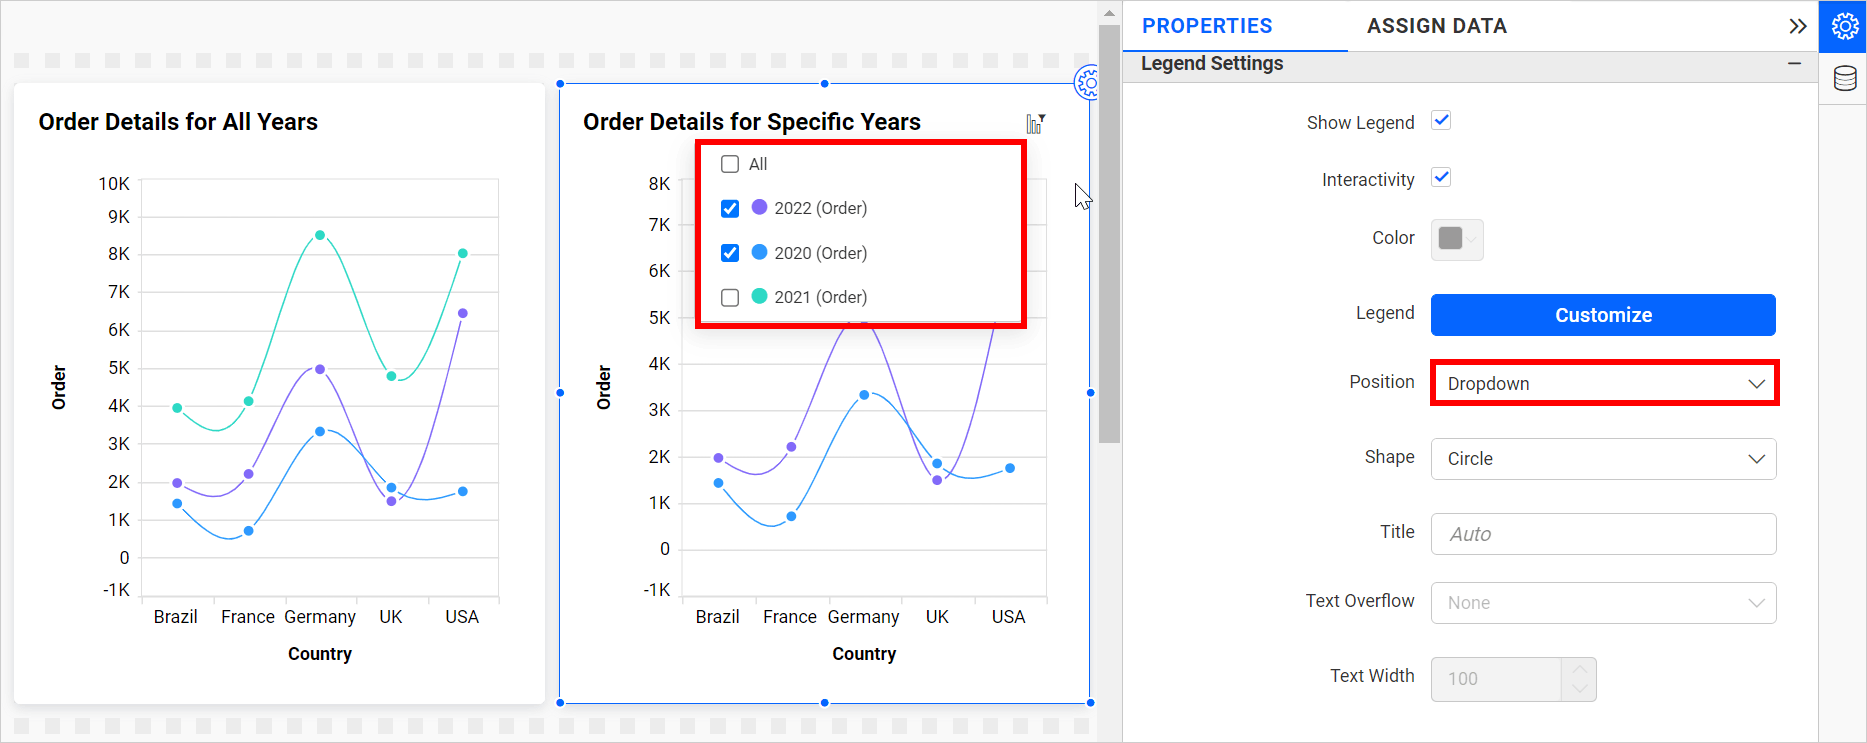 Order Details for All Years
10K
9K
8K
7K
6K
5K
4K
3K
2K
1K
0
-1K
Order
Brazil France Germany UK USA
Country
Order Details for Specific Years
All
2022 (Order)
2020 (Order)
2021 (Order)
8K
7K
6K
5K
4K
3K
2K
1K
0
-1K
Order
Brazil France Germany UK USA
Country
PROPERTIES ASSIGN DATA
Legend Settings
Show Legend
Interactivity
Color
Legend Customize
Position Dropdown
Shape Circle
Title Auto
Text Overflow None
Text Width 100